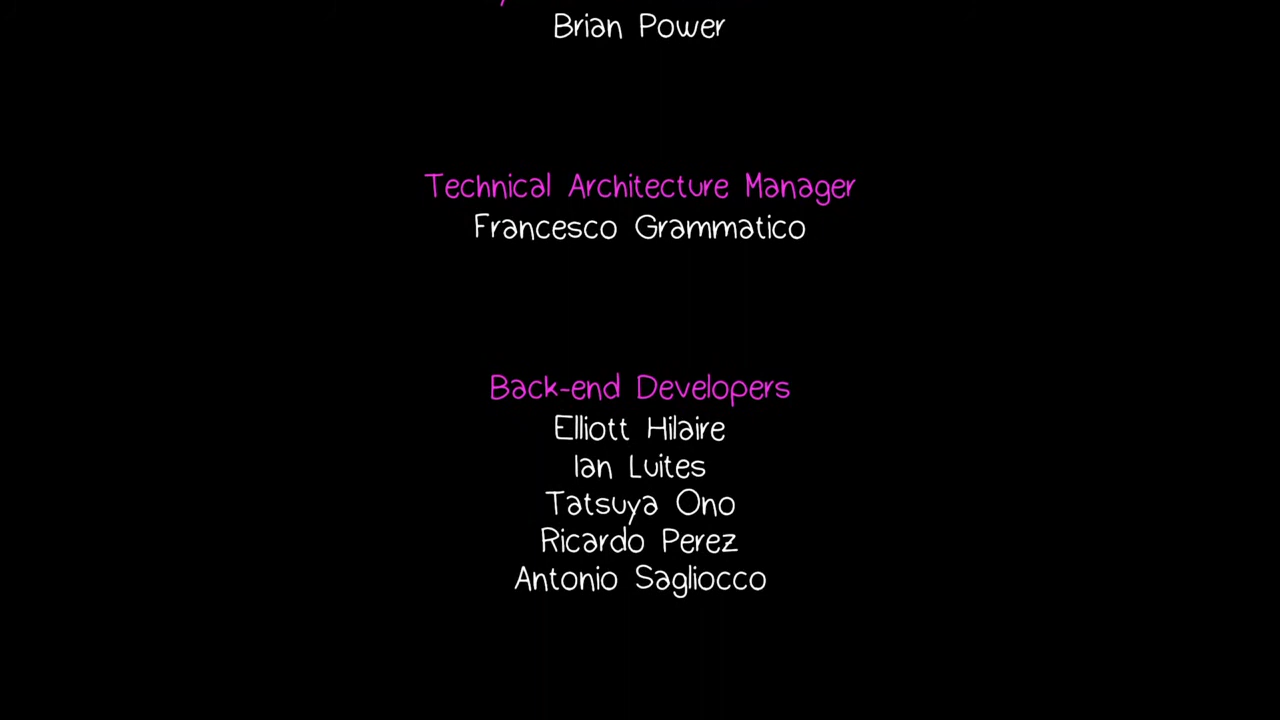 Brian Power
Technical Architecture Manager
Francesco Grammatico
Back-end Developers
Elliott Hilaire
Ian Luites
Tatsuya Ono
Ricardo Perez
Antonio Sagliocco